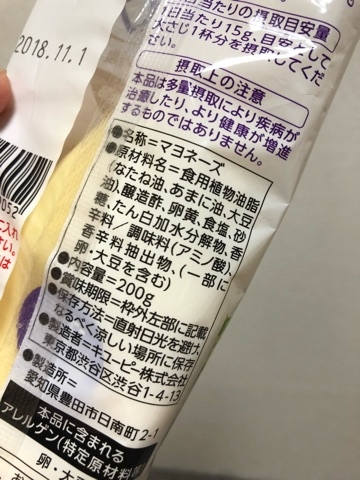 1日当たりの摂取目安量
1日当たり15g、目安として
大さじ1杯分を摂取してくだ
さい。
摂取上の注意
本品は多量摂取により疾病が
治癒したり、より健康が増進
するものではありません。
2018.11.1
●名称=マヨネーズ
●原材料名=食用植物油脂
(なたね油、あまに油、大豆
油)、醸造酢、卵黄、食塩、砂
糖、たん白加水分解物、香
辛料/調味料(アミノ酸)、
香辛料抽出物、(一部に
卵・大豆を含む)
●内容量=200g
●賞味期限=枠外左部に記載
●保存方法=直射日光を避け、
なるべく涼しい場所に保存
●製造者=キユーピー株式会社
東京都渋谷区渋谷1-4-13
●製造所=
愛知県豊田市日南町2-1
本品に含まれる
アレルゲン(特定原材料
卵・大